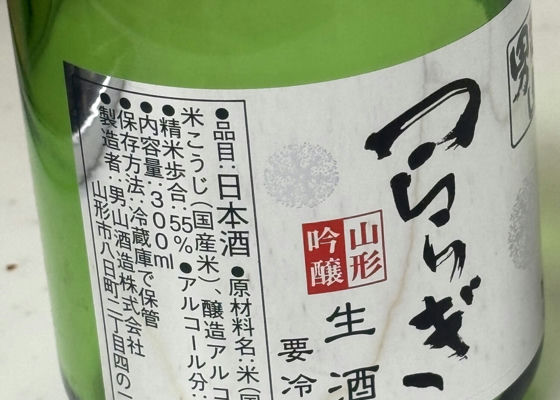 男山
つららぎー
山形
吟醸
生酒
要冷
●品目:日本酒●原材料名:米(国
米こうじ(国産米)、醸造アルコ
●精米歩合:55%●アルコール分:
●内容量:300ml
●保存方法:冷蔵庫で保管
●製造者:男山酒造株式会社
山形市八日町二丁目四の一